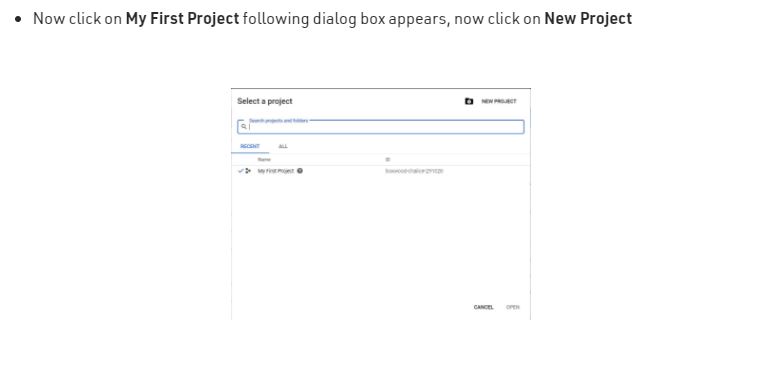 Now click on My First Project following dialog box appears, now click on New Project
Select a project
NEW PROJECT
Search projects and folders
RECENT ALL
Name ID
My First Project
CANCEL OPEN